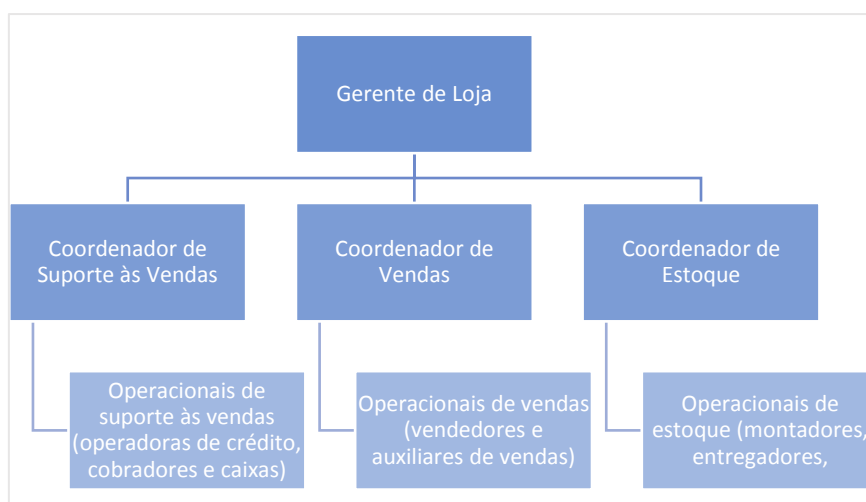 Gerente de Loja
Coordenador de
Suporte às Vendas
Coordenador de
Vendas
Coordenador de
Estoque
Operacionais de
suporte às vendas
(operadoras de crédito,
cobradores e caixas)
Operacionais de vendas
(vendedores e
auxiliares de vendas)
Operacionais de
estoque (montadores,
entregadores,